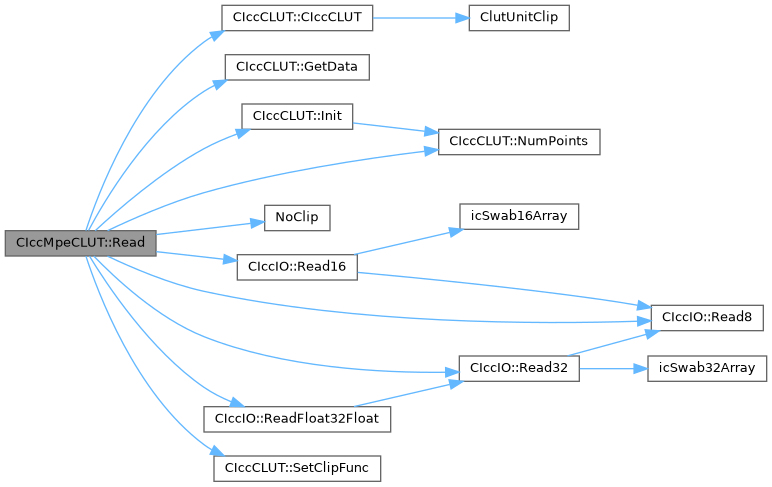 CIccCLUT::CIccCLUT
ClutUnitClip
CIccCLUT::GetData
CIccCLUT::Init
CIccCLUT::NumPoints
NoClip
icSwab16Array
CIccMpeCLUT::Read
CIccIO::Read16
CIccIO::Read8
CIccIO::Read32
icSwab32Array
CIccIO::ReadFloat32Float
CIccCLUT::SetClipFunc